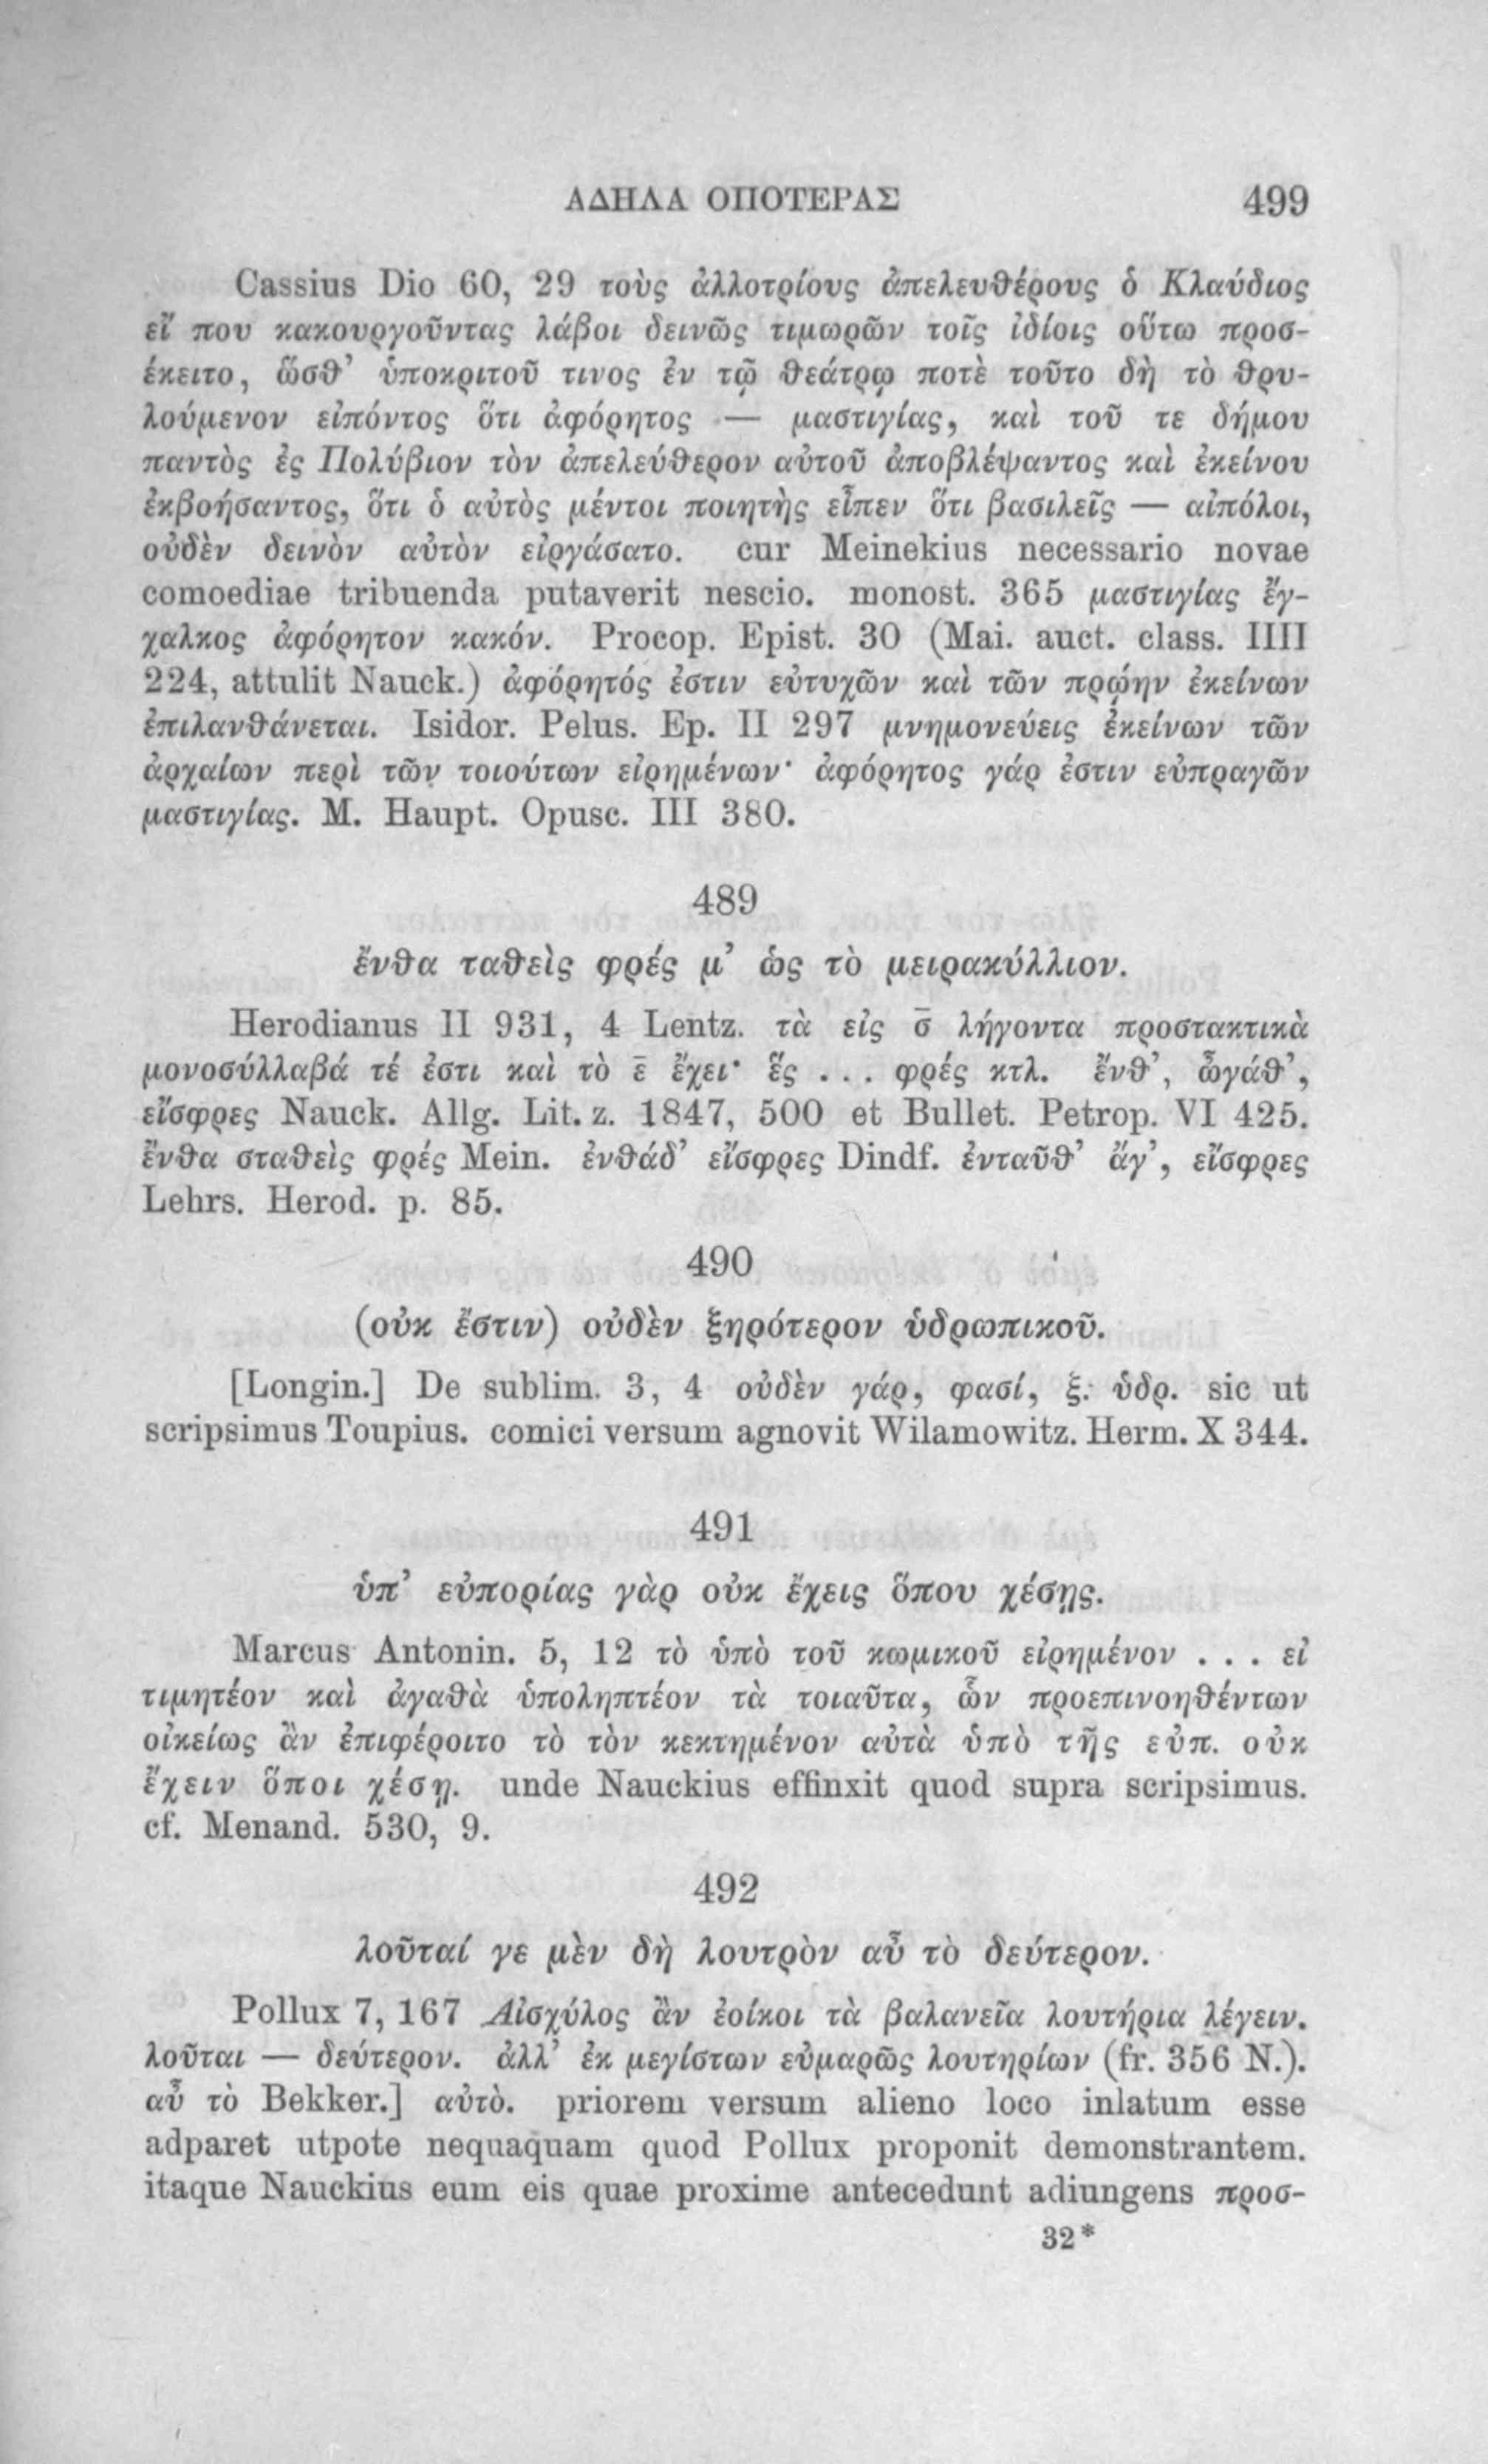 ΑΔΗΛΑ ΟΠΟΤΕΡΑΣ 499
Cassius Dio 60, 29 τοὺς ἀλλοτρίους ἀπελευθέρους ὁ Κλαύδιος
εἴ που κακουργοῦντας λάβοι δεινῶς τιμωρῶν τοῖς ἰδίοις οὕτω προσ-
έκειτο, ὥσθ’ ὑποκριτοῦ τινος ἐν τῷ θεάτρῳ ποτὲ τοῦτο δὴ τὸ θρυ-
λούμενον εἰπόντος ὅτι ἀφόρητος — μαστιγίας, καὶ τοῦ τε δήμου
παντὸς ἐς Πολύβιον τὸν ἀπελεύθερον αὐτοῦ ἀποβλέψαντος καὶ ἐκείνου
ἐκβοήσαντος, ὅτι ὁ αὐτὸς μέντοι ποιητὴς εἶπεν ὅτι βασιλεῖς — αἰπόλοι,
οὐδὲν δεινὸν αὐτὸν εἰργάσατο. cur Meinekius necessario novae
comoediae tribuenda putaverit nescio. monost. 365 μαστιγίας ἔγ-
χαλκος ἀφόρητον κακόν. Procop. Epist. 30 (Mai. auct. class. IIII
224, attulit Nauck.) ἀφόρητός ἐστιν εὐτυχῶν καὶ τῶν πρῴην ἐκείνων
ἐπιλανθάνεται. Isidor. Pelus. Ep. II 297 μνημονεύεις ἐκείνων τῶν
ἀρχαίων περὶ τῶν τοιούτων εἰρημένων· ἀφόρητος γάρ ἐστιν εὐπραγῶν
μαστιγίας. M. Haupt. Opusc. III 380.
489
ἔνθα ταθεὶς φρές μ’ ὡς τὸ μειρακύλλιον.
Herodianus II 931, 4 Lentz. τὰ εἰς σ̄ λήγοντα προστακτικὰ
μονοσύλλαβά τέ ἐστι καὶ τὸ ε̄ ἔχει· ἕς ... φρές κτλ. ἔνθ’, ὦγάθ’,
εἴσφρες Nauck. Allg. Lit. z. 1847, 500 et Bullet. Petrop. VI 425.
ἔνθα σταθεὶς φρές Mein. ἐνθάδ’ εἴσφρες Dindf. ἐνταῦθ’ ἄγ’, εἴσφρες
Lehrs. Herod. p. 85.
490
(οὐκ ἔστιν) οὐδὲν ξηρότερον ὑδρωπικοῦ.
[Longin.] De sublim. 3, 4 οὐδὲν γάρ, φασί, ξ. ὑδρ. sic ut
scripsimus Toupius. comici versum agnovit Wilamowitz. Herm. X 344.
491
ὑπ’ εὐπορίας γὰρ οὐκ ἔχεις ὅπου χέσῃς.
Marcus Antonin. 5, 12 τὸ ὑπὸ τοῦ κωμικοῦ εἰρημένον ... εἰ
τιμητέον καὶ ἀγαθὰ ὑποληπτέον τὰ τοιαῦτα, ὧν προεπινοηθέντων
οἰκείως ἂν ἐπιφέροιτο τὸ τὸν κεκτημένον αὐτὰ ὑπὸ τῆς εὐπ. οὐκ
ἔχειν ὅποι χέσῃ. unde Nauckius effinxit quod supra scripsimus.
cf. Menand. 530, 9.
492
λοῦταί γε μὲν δὴ λουτρὸν αὖ τὸ δεύτερον.
Pollux 7, 167 Αἰσχύλος ἂν ἐοίκοι τὰ βαλανεῖα λουτήρια λέγειν.
λοῦται — δεύτερον. ἀλλ’ ἐκ μεγίστων εὐμαρῶς λουτηρίων (fr. 356 N.).
αὖ τὸ Bekker.] αὐτὸ. priorem versum alieno loco inlatum esse
adparet utpote nequaquam quod Pollux proponit demonstrantem.
itaque Nauckius eum eis quae proxime antecedunt adiungens προσ-
32*